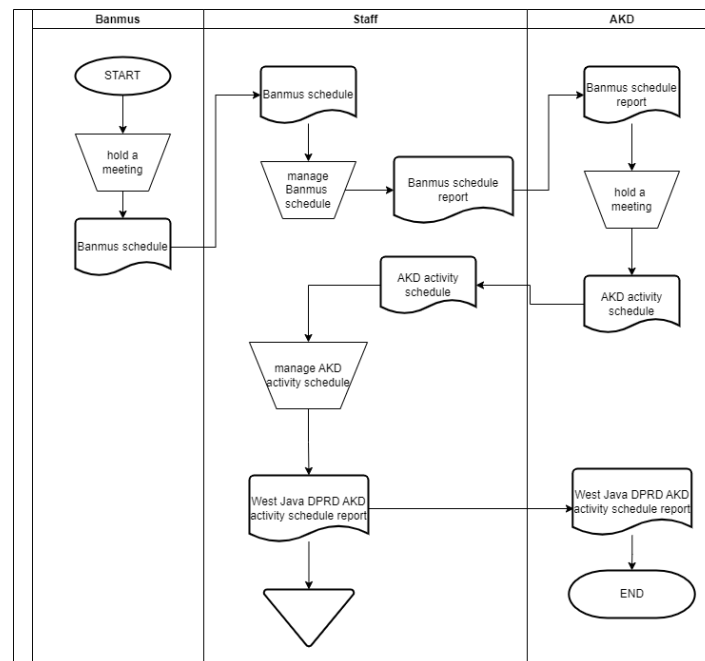 Banmus
Staff
AKD
START
hold a
meeting
Banmus schedule
Banmus schedule
manage
Banmus
schedule
Banmus schedule
report
Banmus schedule
report
hold a
meeting
AKD activity
schedule
AKD activity
schedule
manage AKD
activity schedule
West Java DPRD AKD
activity schedule report
West Java DPRD AKD
activity schedule report
END